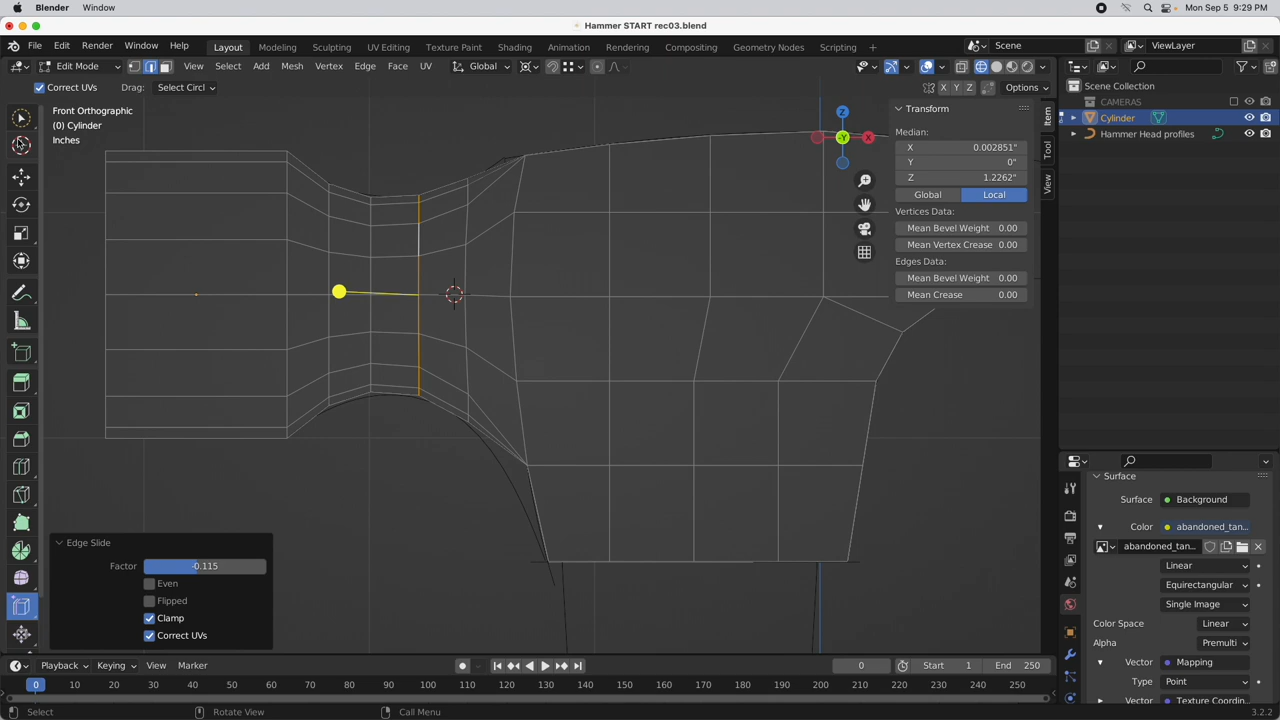 Blender Window
Mon Sep 5 9:29 PM
Hammer START rec03.blend
File Edit Render Window Help
Layout Modeling Sculpting UV Editing Texture Paint Shading Animation Rendering Compositing Geometry Nodes Scripting +
Scene ViewLayer
Edit Mode View Select Add Mesh Vertex Edge Face UV Global
Correct UVs Drag: Select Circl X Y Z Options
Scene Collection
CAMERAS
Cylinder
Hammer Head profiles
Front Orthographic
(0) Cylinder
Inches
Z
-Y X
Transform
Median:
X 0.002851"
Y 0"
Z 1.2262"
Global Local
Vertices Data:
Mean Bevel Weight 0.00
Mean Vertex Crease 0.00
Edges Data:
Mean Bevel Weight 0.00
Mean Crease 0.00
Item
Tool
View
Edge Slide
Factor -0.115
Even
Flipped
Clamp
Correct UVs
Surface
Surface Background
Color abandoned_tan...
abandoned_tan...
Linear
Equirectangular
Single Image
Color Space Linear
Alpha Premulti
Vector Mapping
Type Point
Vector Texture Coordin
Playback Keying View Marker 0 Start 1 End 250
0 10 20 30 40 50 60 70 80 90 100 110 120 130 140 150 160 170 180 190 200 210 220 230 240 250
Select Rotate View Call Menu 3.2.2